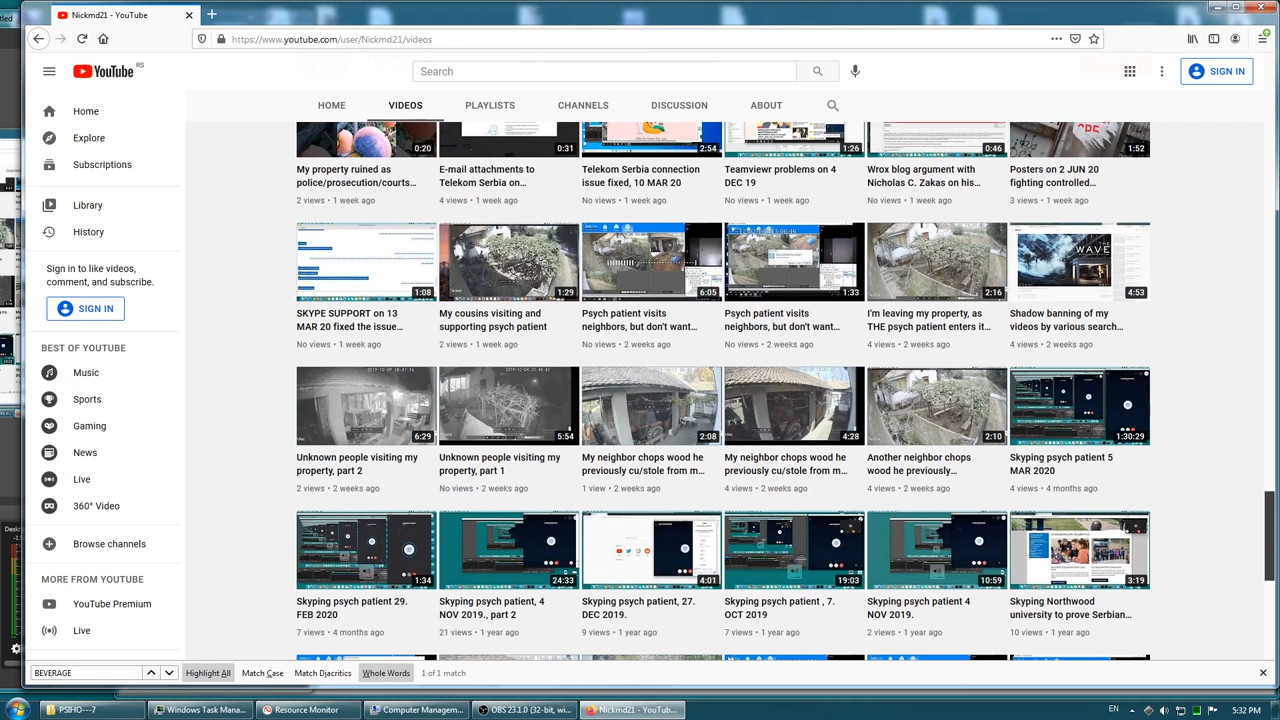 Nickmd21 - YouTube
https://www.youtube.com/user/Nickmd21/videos
YouTube RS
Search
SIGN IN
HOME VIDEOS PLAYLISTS CHANNELS DISCUSSION ABOUT
Home
Explore
Subscriptions
Library
History
Sign in to like videos,
comment, and subscribe.
SIGN IN
BEST OF YOUTUBE
Music
Sports
Gaming
News
Live
360° Video
Browse channels
MORE FROM YOUTUBE
YouTube Premium
Live
0:20 0:31 2:54 1:26 0:46 1:52
My property ruined as
police/prosecution/courts...
2 views • 1 week ago
E-mail attachments to
Telekom Serbia on...
4 views • 1 week ago
Telekom Serbia connection
issue fixed, 10 MAR 20
No views • 1 week ago
Teamviewr problems on 4
DEC 19
No views • 1 week ago
Wrox blog argument with
Nicholas C. Zakas on his...
No views • 1 week ago
Posters on 2 JUN 20
fighting controlled...
3 views • 1 week ago
1:08 1:29 6:05 1:33 2:16 4:53
SKYPE SUPPORT on 13
MAR 20 fixed the issue...
No views • 1 week ago
My cousins visiting and
supporting psych patient
2 views • 1 week ago
Psych patient visits
neighbors, but don't want...
No views • 2 weeks ago
Psych patient visits
neighbors, but don't want...
No views • 2 weeks ago
I'm leaving my property, as
THE psych patient enters it...
4 views • 2 weeks ago
WAVE
Shadow banning of my
videos by various search...
4 views • 2 weeks ago
6:29 5:54 2:08 4:28 2:10 1:30:29
Unknown people visiting my
property, part 2
2 views • 2 weeks ago
Unknown people visiting my
property, part 1
No views • 2 weeks ago
My neighbor chops wood he
previously cu/stole from m...
1 view • 2 weeks ago
My neighbor chops wood he
previously cu/stole from m...
4 views • 2 weeks ago
Another neighbor chops
wood he previously...
4 views • 2 weeks ago
Skyping psych patient 5
MAR 2020
4 views • 4 months ago
1:34 24:33 4:01 19:03 10:59 3:19
Skyping psych patient 29.
FEB 2020
7 views • 4 months ago
Skyping psych patient, 4
NOV 2019., part 2
21 views • 1 year ago
Skyping psych patient, 27.
DEC 2019.
9 views • 1 year ago
Skyping psych patient , 7.
OCT 2019
7 views • 1 year ago
Skyping psych patient 4
NOV 2019.
2 views • 1 year ago
Skyping Northwood
university to prove Serbian...
10 views • 1 year ago
BEVERAGE Highlight All Match Case Match Diacritics Whole Words 1 of 1 match
PSIHO---7 Windows Task Mana... Resource Monitor Computer Managem... OBS 23.1.0 (32-bit, wi... Nickmd21 - YouTub... EN 5:32 PM